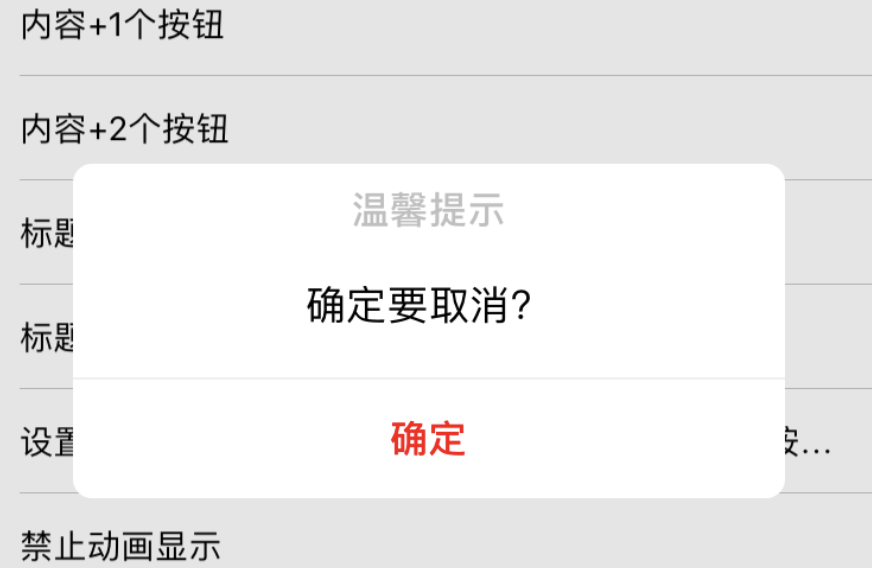 内容+1个按钮
内容+2个按钮
温馨提示
标题
确定要取消?
标题
确定
设置
按...
禁止动画显示